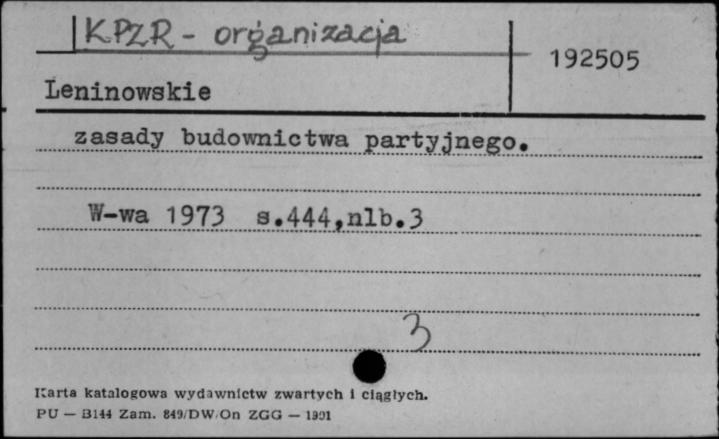 KPZR - organizacja
192505
Leninowskie
zasady budownictwa partyjnego.
W-wa 1973 s.444,nlb.3
3
Karta katalogowa wydawnictw zwartych i ciągłych.
PU — B144 Zam. 849/DW/On ZGG — 1991